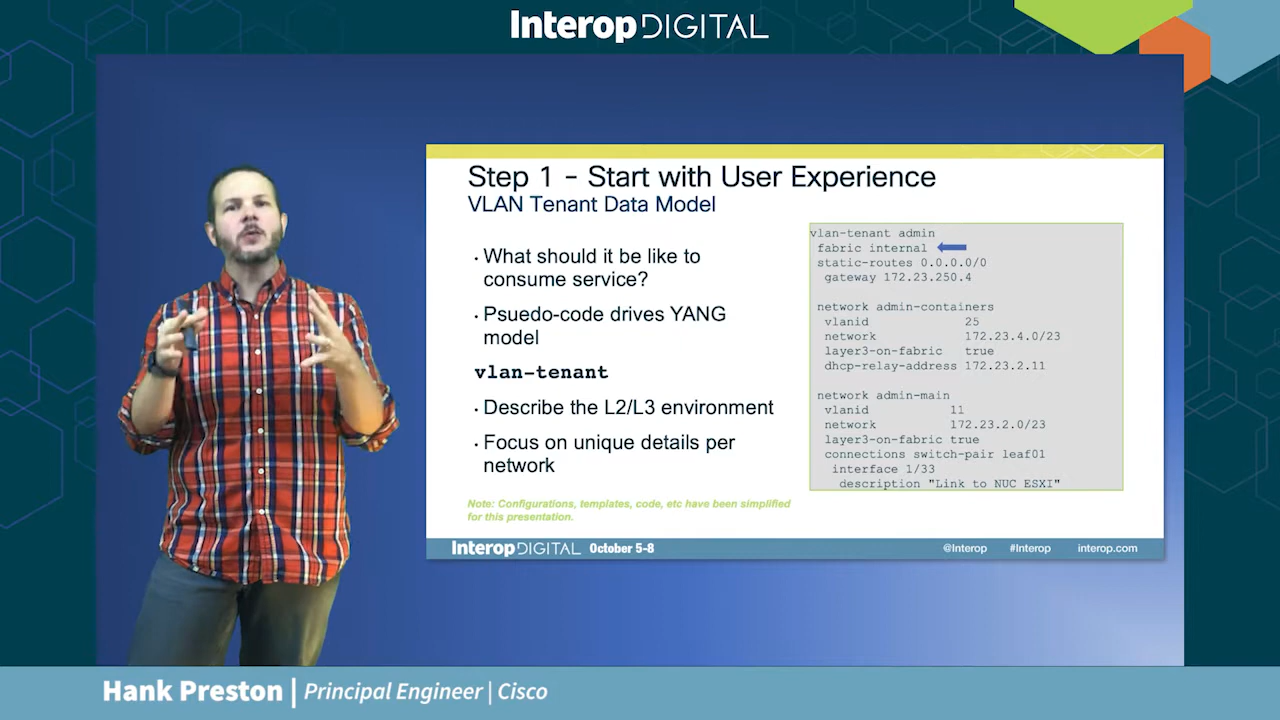 Interop DIGITAL
Step 1 – Start with User Experience
VLAN Tenant Data Model
• What should it be like to
consume service?
• Psuedo-code drives YANG
model
vlan-tenant
• Describe the L2/L3 environment
• Focus on unique details per
network
Note: Configurations, templates, code, etc have been simplified
for this presentation.
vlan-tenant admin
fabric internal
static-routes 0.0.0.0/0
gateway 172.23.250.4
network admin-containers
vlanid 25
network 172.23.4.0/23
layer3-on-fabric true
dhcp-relay-address 172.23.2.11
network admin-main
vlanid 11
network 172.23.2.0/23
layer3-on-fabric true
connections switch-pair leaf01
interface 1/33
description "Link to NUC ESXI"
Interop DIGITAL October 5-8 @Interop #Interop interop.com
Hank Preston | Principal Engineer | Cisco